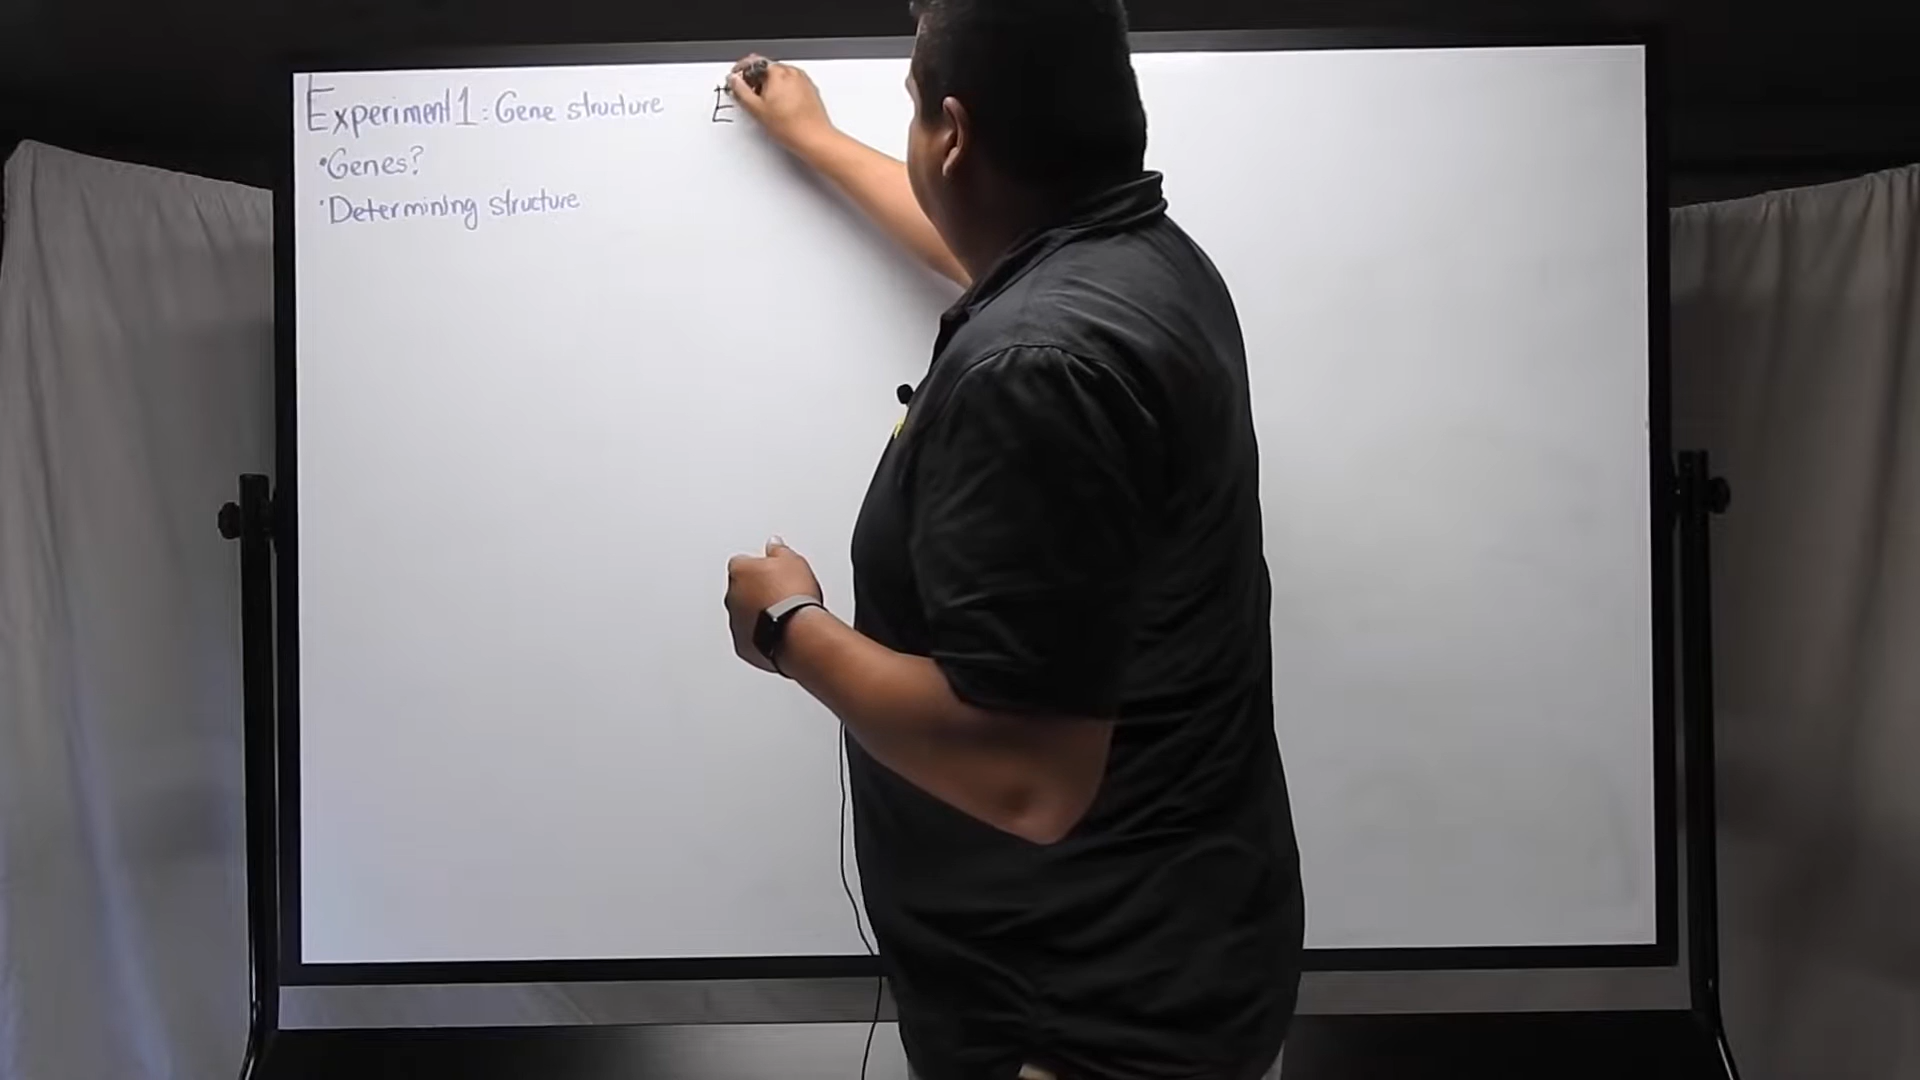 Experiment 1: Gene structure
• Genes?
• Determining structure
E